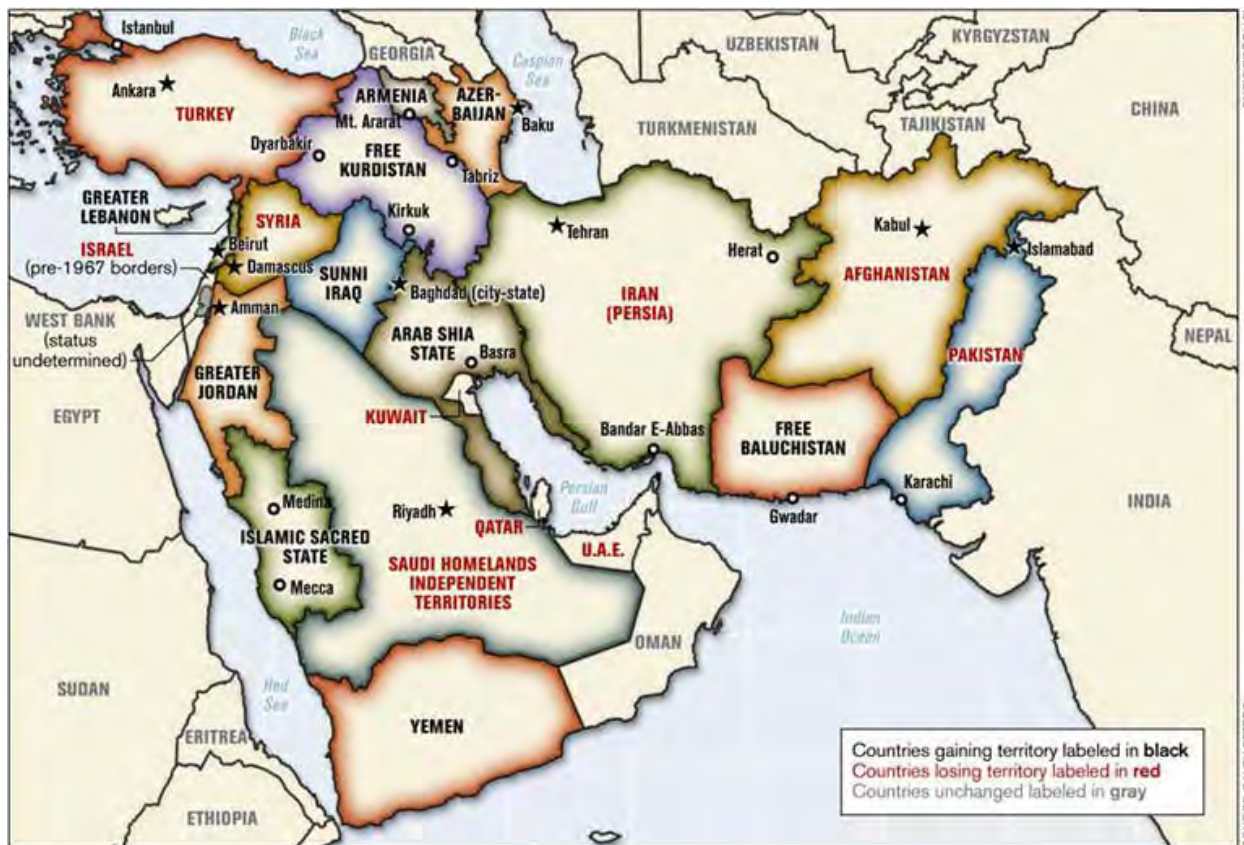 Istanbul
Black
Sea
GEORGIA
Caspian
Sea
UZBEKISTAN
KYRGYZSTAN
Ankara
TURKEY
ARMENIA
Mt. Ararat
AZER-
BAIJAN
Baku
TURKMENISTAN
TAJIKISTAN
CHINA
Dyarbakir
FREE
KURDISTAN
Tabriz
GREATER
LEBANON
SYRIA
Kirkuk
Tehran
Herat
Kabul
Islamabad
ISRAEL
(pre-1967 borders)
Beirut
Damascus
SUNNI
IRAQ
Baghdad (city-state)
IRAN
(PERSIA)
AFGHANISTAN
WEST BANK
(status
undetermined)
Amman
ARAB SHIA
STATE
Basra
PAKISTAN
NEPAL
GREATER
JORDAN
KUWAIT
EGYPT
Bandar E-Abbas
FREE
BALUCHISTAN
Medina
Riyadh
Persian
Gulf
Gwadar
Karachi
INDIA
ISLAMIC SACRED
STATE
QATAR
U.A.E.
Mecca
SAUDI HOMELANDS
INDEPENDENT
TERRITORIES
OMAN
Indian
Ocean
SUDAN
Red
Sea
ERITREA
YEMEN
ETHIOPIA
Countries gaining territory labeled in black
Countries losing territory labeled in red
Countries unchanged labeled in gray